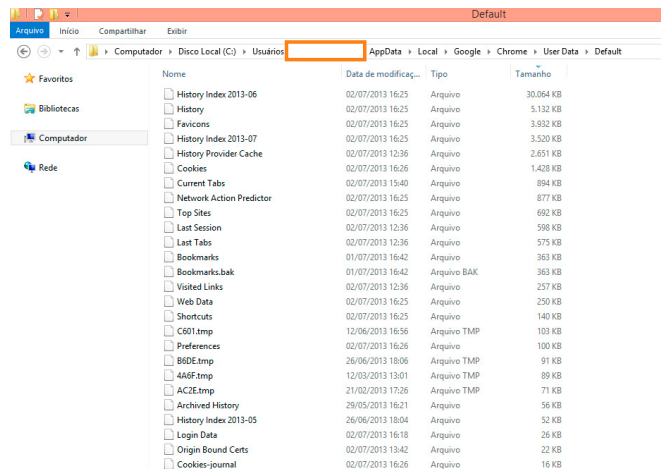 Default
Arquivo Início Compartilhar Exibir
Computador Disco Local (C:) Usuários AppData Local Google Chrome User Data Default
Favoritos
Bibliotecas
Computador
Rede
Nome Data de modificaç... Tipo Tamanho
History Index 2013-06 02/07/2013 16:25 Arquivo 30.064 KB
History 02/07/2013 16:25 Arquivo 5.132 KB
Favicons 02/07/2013 16:25 Arquivo 3.932 KB
History Index 2013-07 02/07/2013 16:25 Arquivo 3.520 KB
History Provider Cache 02/07/2013 12:36 Arquivo 2.651 KB
Cookies 02/07/2013 16:26 Arquivo 1.428 KB
Current Tabs 02/07/2013 15:40 Arquivo 894 KB
Network Action Predictor 02/07/2013 16:25 Arquivo 877 KB
Top Sites 02/07/2013 16:25 Arquivo 692 KB
Last Session 02/07/2013 12:36 Arquivo 598 KB
Last Tabs 02/07/2013 12:36 Arquivo 575 KB
Bookmarks 01/07/2013 16:42 Arquivo 363 KB
Bookmarks.bak 01/07/2013 16:42 Arquivo BAK 363 KB
Visited Links 02/07/2013 12:36 Arquivo 257 KB
Web Data 02/07/2013 16:25 Arquivo 250 KB
Shortcuts 02/07/2013 16:25 Arquivo 140 KB
C601.tmp 12/06/2013 16:56 Arquivo TMP 103 KB
Preferences 02/07/2013 16:26 Arquivo 100 KB
B6DE.tmp 26/06/2013 18:06 Arquivo TMP 91 KB
4A6F.tmp 12/03/2013 13:01 Arquivo TMP 89 KB
AC2E.tmp 21/02/2013 17:26 Arquivo TMP 71 KB
Archived History 29/05/2013 16:21 Arquivo 56 KB
History Index 2013-05 26/06/2013 18:04 Arquivo 52 KB
Login Data 02/07/2013 16:18 Arquivo 26 KB
Origin Bound Certs 02/07/2013 13:42 Arquivo 22 KB
Cookies-journal 02/07/2013 16:26 Arquivo 16 KB